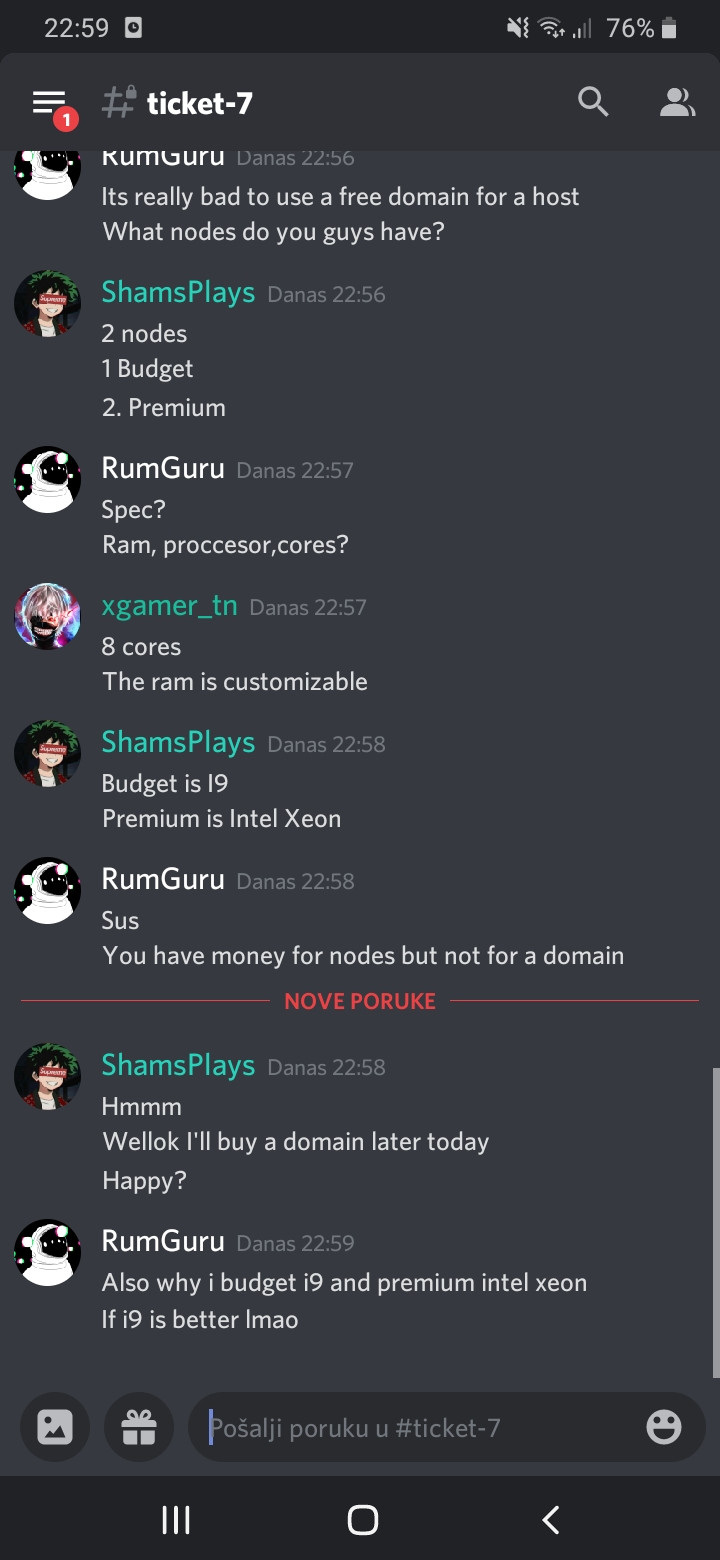 22:59
76%
1
ticket-7
RumGuru Danas 22:56
Its really bad to use a free domain for a host
What nodes do you guys have?
ShamsPlays Danas 22:56
2 nodes
1 Budget
2. Premium
RumGuru Danas 22:57
Spec?
Ram, proccesor,cores?
xgamer_tn Danas 22:57
8 cores
The ram is customizable
ShamsPlays Danas 22:58
Budget is I9
Premium is Intel Xeon
RumGuru Danas 22:58
Sus
You have money for nodes but not for a domain
NOVE PORUKE
ShamsPlays Danas 22:58
Hmmm
Wellok I'll buy a domain later today
Happy?
RumGuru Danas 22:59
Also why i budget i9 and premium intel xeon
If i9 is better lmao
Pošalji poruku u #ticket-7